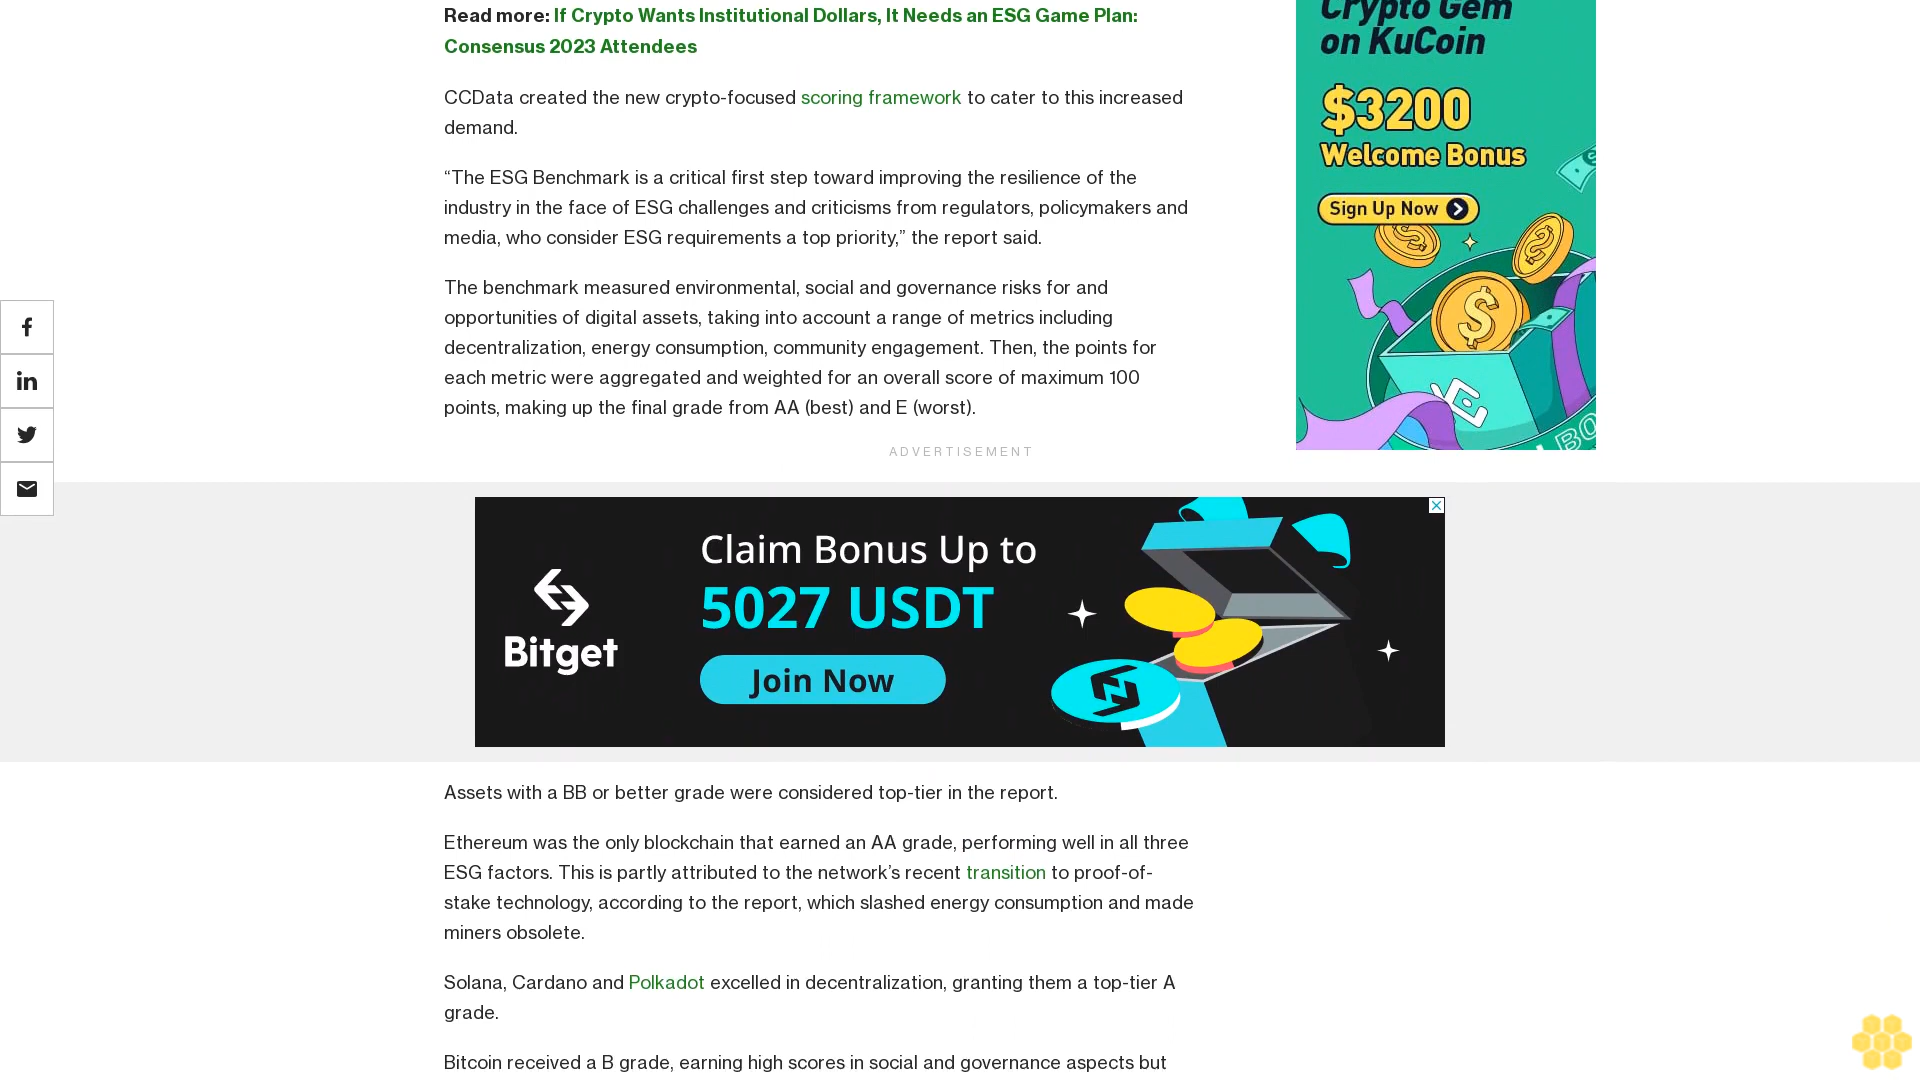 Read more: If Crypto Wants Institutional Dollars, It Needs an ESG Game Plan:
Consensus 2023 Attendees
CCData created the new crypto-focused scoring framework to cater to this increased
demand.
“The ESG Benchmark is a critical first step toward improving the resilience of the
industry in the face of ESG challenges and criticisms from regulators, policymakers and
media, who consider ESG requirements a top priority,” the report said.
The benchmark measured environmental, social and governance risks for and
opportunities of digital assets, taking into account a range of metrics including
decentralization, energy consumption, community engagement. Then, the points for
each metric were aggregated and weighted for an overall score of maximum 100
points, making up the final grade from AA (best) and E (worst).
Crypto Gem
on KuCoin
$3200
Welcome Bonus
Sign Up Now
ADVERTISEMENT
Bitget
Claim Bonus Up to
5027 USDT
Join Now
Assets with a BB or better grade were considered top-tier in the report.
Ethereum was the only blockchain that earned an AA grade, performing well in all three
ESG factors. This is partly attributed to the network’s recent transition to proof-of-
stake technology, according to the report, which slashed energy consumption and made
miners obsolete.
Solana, Cardano and Polkadot excelled in decentralization, granting them a top-tier A
grade.
Bitcoin received a B grade, earning high scores in social and governance aspects but